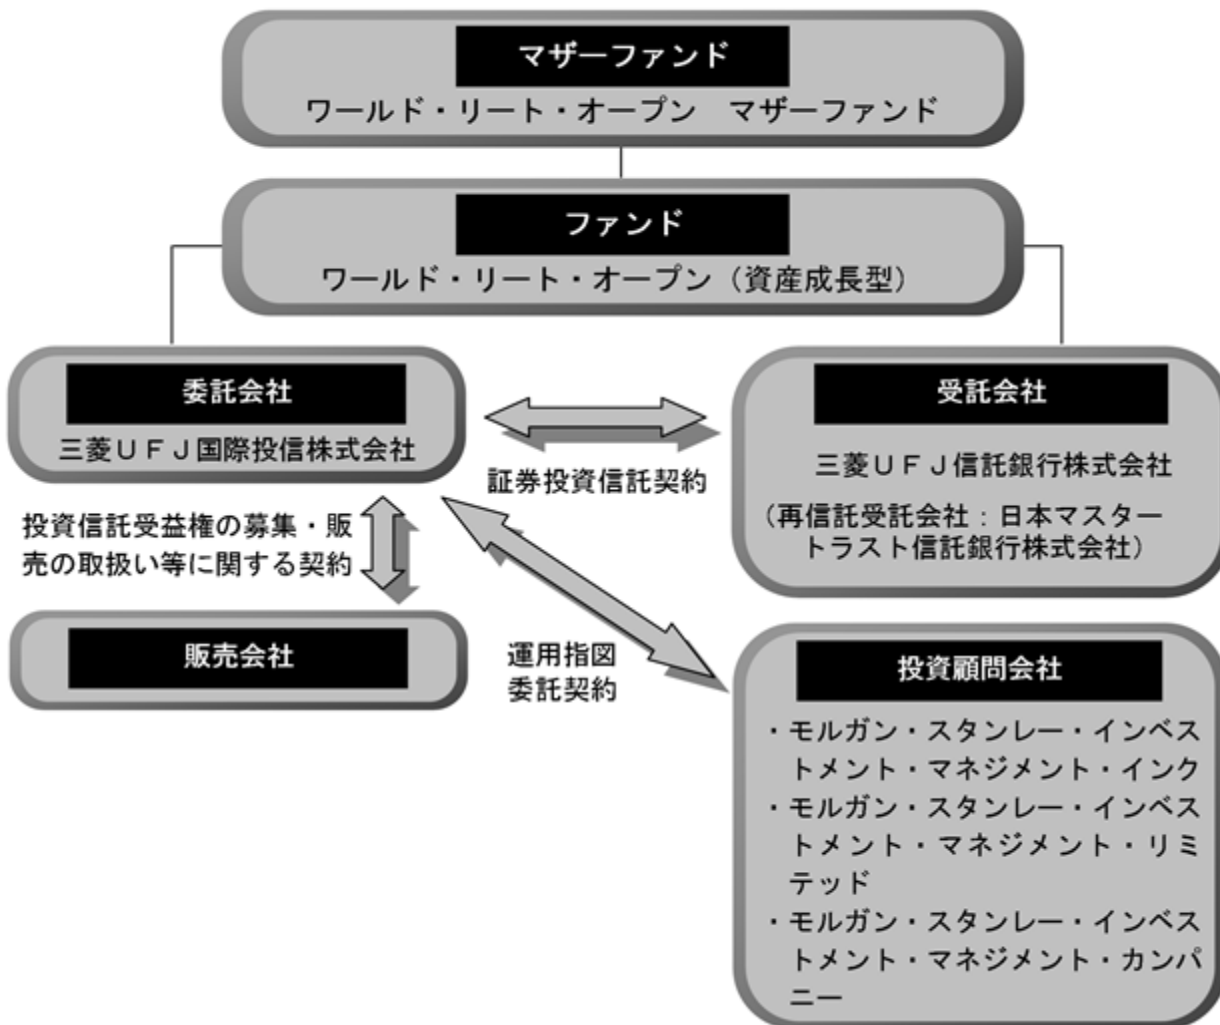 マザーファンド
ワールド・リート・オープン　マザーファンド
ファンド
ワールド・リート・オープン（資産成長型）
委託会社
三菱ＵＦＪ国際投信株式会社
証券投資信託契約
受託会社
三菱ＵＦＪ信託銀行株式会社
（再信託受託会社：日本マスター
トラスト信託銀行株式会社）
投資信託受益権の募集・販
売の取扱い等に関する契約
販売会社
運用指図
委託契約
投資顧問会社
・モルガン・スタンレー・インベス
トメント・マネジメント・インク
・モルガン・スタンレー・インベス
トメント・マネジメント・リミ
テッド
・モルガン・スタンレー・インベス
トメント・マネジメント・カンパ
ニー